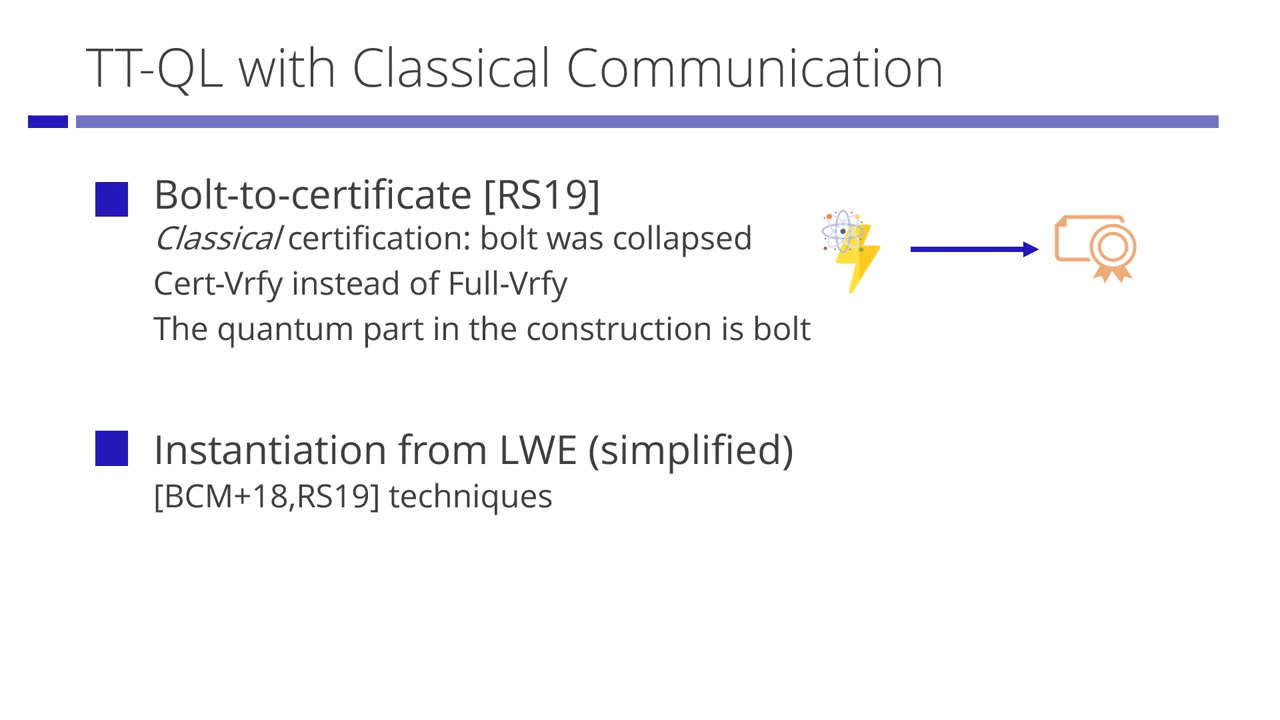 TT-QL with Classical Communication
Bolt-to-certificate [RS19]
Classical certification: bolt was collapsed
Cert-Vrfy instead of Full-Vrfy
The quantum part in the construction is bolt
Instantiation from LWE (simplified)
[BCM+18,RS19] techniques